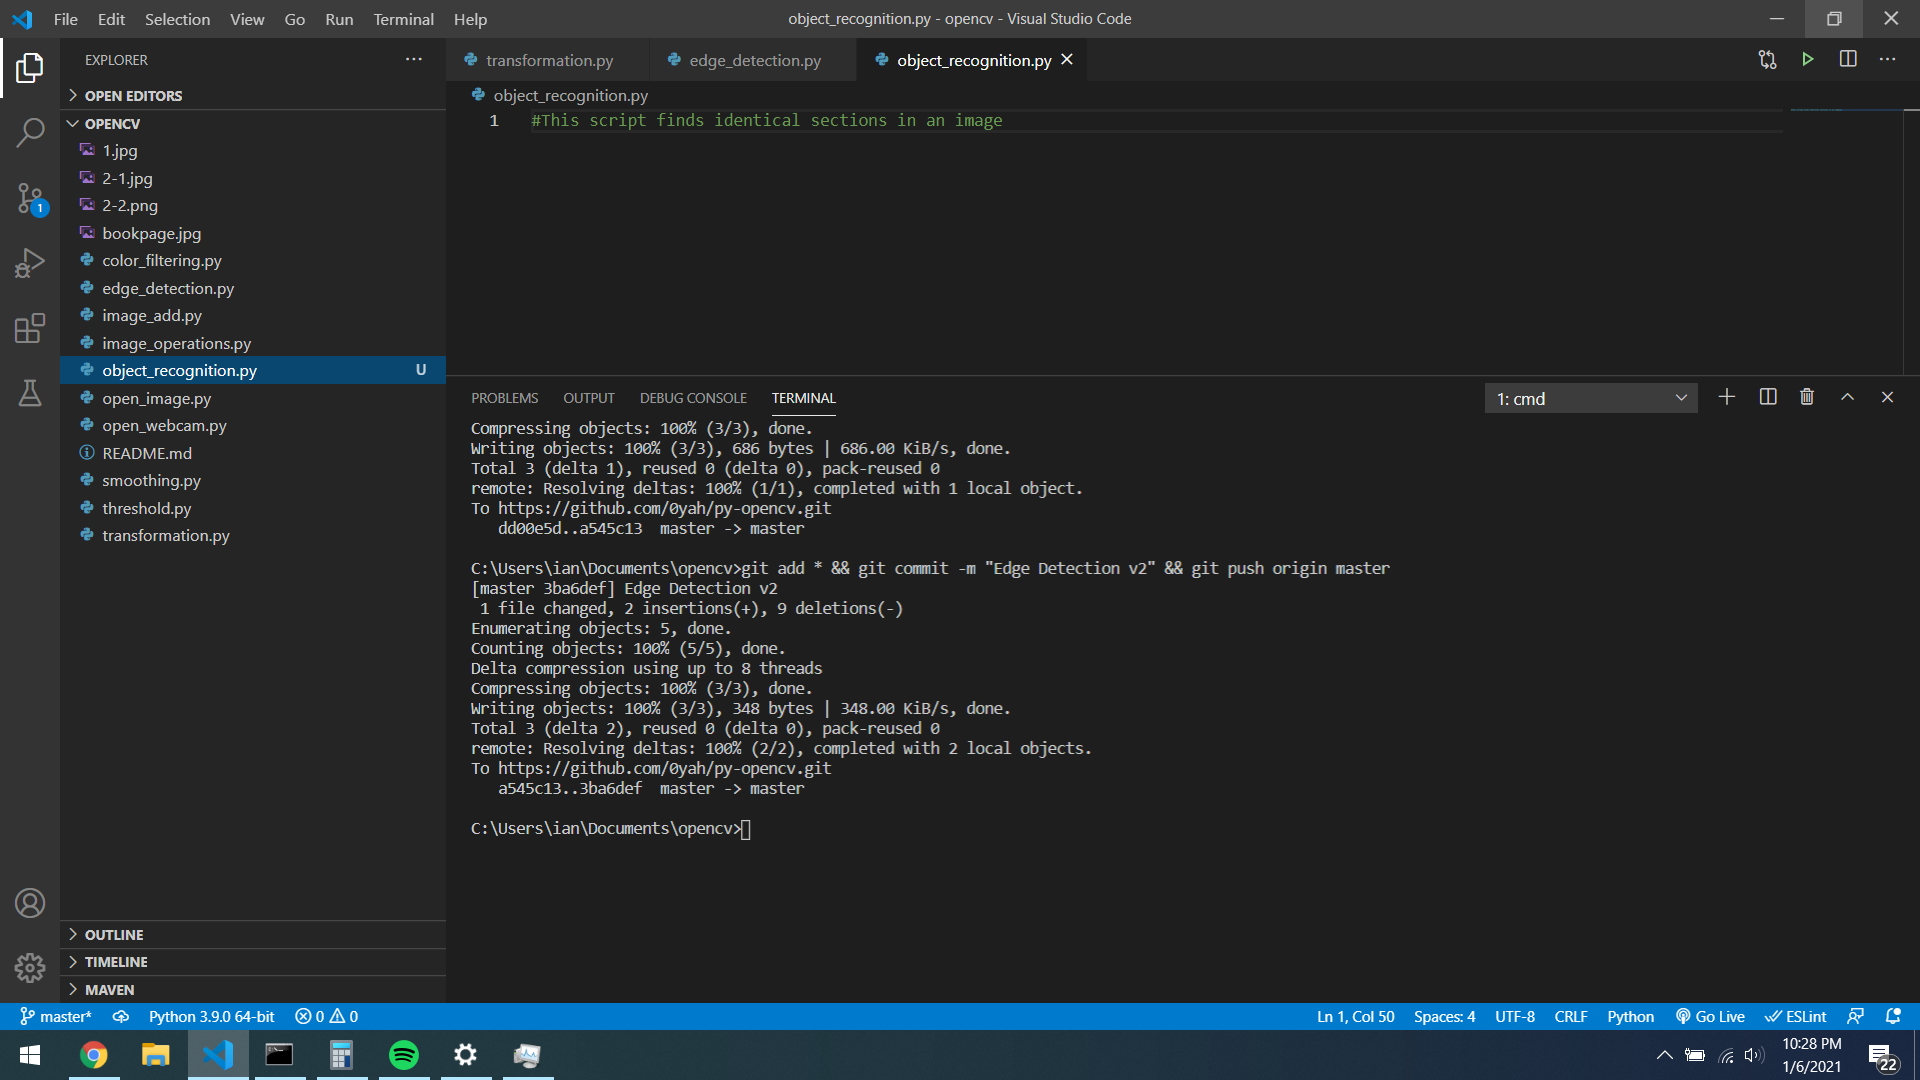 File Edit Selection View Go Run Terminal Help
object_recognition.py - opencv - Visual Studio Code
EXPLORER
OPEN EDITORS
OPENCV
1.jpg
2-1.jpg
2-2.png
bookpage.jpg
color_filtering.py
edge_detection.py
image_add.py
image_operations.py
object_recognition.py U
open_image.py
open_webcam.py
README.md
smoothing.py
threshold.py
transformation.py
OUTLINE
TIMELINE
MAVEN
1
transformation.py edge_detection.py object_recognition.py
object_recognition.py
1 #This script finds identical sections in an image
PROBLEMS OUTPUT DEBUG CONSOLE TERMINAL
1: cmd
Compressing objects: 100% (3/3), done.
Writing objects: 100% (3/3), 686 bytes | 686.00 KiB/s, done.
Total 3 (delta 1), reused 0 (delta 0), pack-reused 0
remote: Resolving deltas: 100% (1/1), completed with 1 local object.
To https://github.com/0yah/py-opencv.git
dd00e5d..a545c13 master -> master
C:\Users\ian\Documents\opencv>git add * && git commit -m "Edge Detection v2" && git push origin master
[master 3ba6def] Edge Detection v2
1 file changed, 2 insertions(+), 9 deletions(-)
Enumerating objects: 5, done.
Counting objects: 100% (5/5), done.
Delta compression using up to 8 threads
Compressing objects: 100% (3/3), done.
Writing objects: 100% (3/3), 348 bytes | 348.00 KiB/s, done.
Total 3 (delta 2), reused 0 (delta 0), pack-reused 0
remote: Resolving deltas: 100% (2/2), completed with 2 local objects.
To https://github.com/0yah/py-opencv.git
a545c13..3ba6def master -> master
C:\Users\ian\Documents\opencv>
master* Python 3.9.0 64-bit 0 0
Ln 1, Col 50 Spaces: 4 UTF-8 CRLF Python Go Live ESLint
10:28 PM
1/6/2021
22